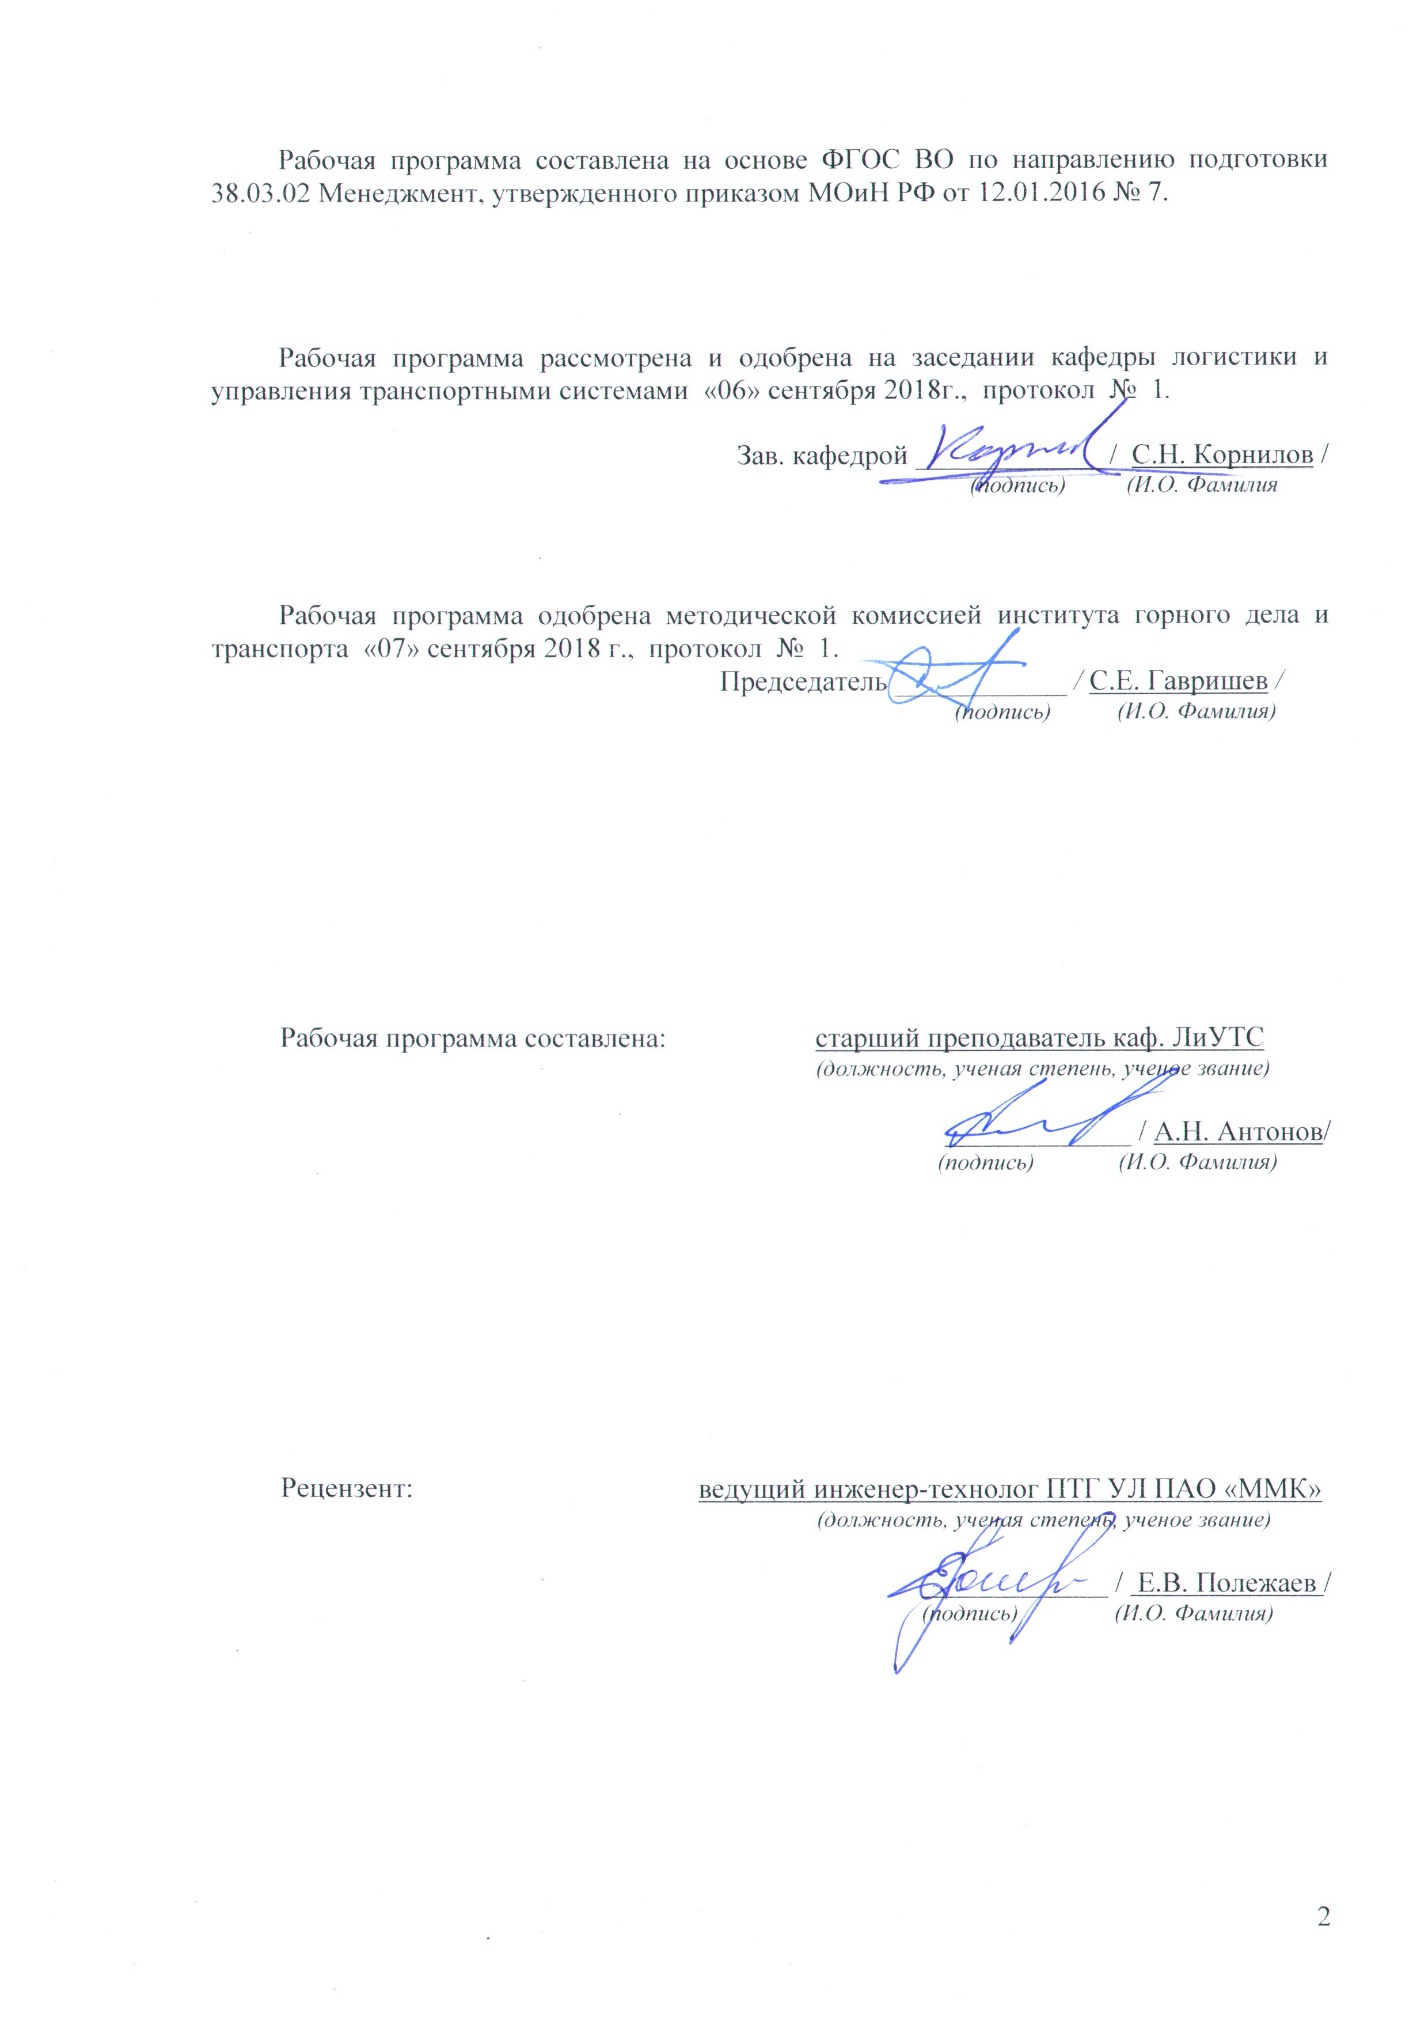 Рабочая программа составлена на основе ФГОС ВО по направлению подготовки
38.03.02 Менеджмент, утвержденного приказом МОиН РФ от 12.01.2016 № 7.
Рабочая программа рассмотрена и одобрена на заседании кафедры логистики и
управления транспортными системами «06» сентября 2018г., протокол № 1.
Зав. кафедрой ______________/ С.Н. Корнилов /
(подпись) (И.О. Фамилия
Рабочая программа одобрена методической комиссией института горного дела и
транспорта «07» сентября 2018 г., протокол № 1.
Председатель ____________ / С.Е. Гавришев /
(подпись) (И.О. Фамилия)
Рабочая программа составлена: старший преподаватель каф. ЛиУТС
(должность, ученая степень, ученое звание)
_____________ / А.Н. Антонов/
(подпись) (И.О. Фамилия)
Рецензент: ведущий инженер-технолог ПТГ УЛ ПАО «ММК»
(должность, ученая степень, ученое звание)
_____________ / Е.В. Полежаев /
(подпись) (И.О. Фамилия)
2